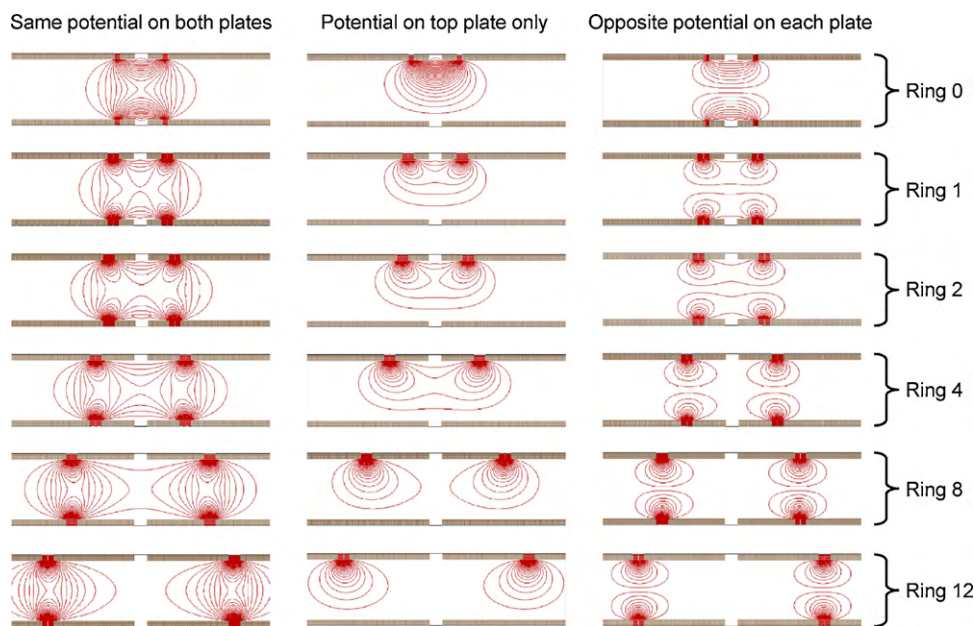 Same potential on both plates
Potential on top plate only
Opposite potential on each plate
Ring 0
Ring 1
Ring 2
Ring 4
Ring 8
Ring 12